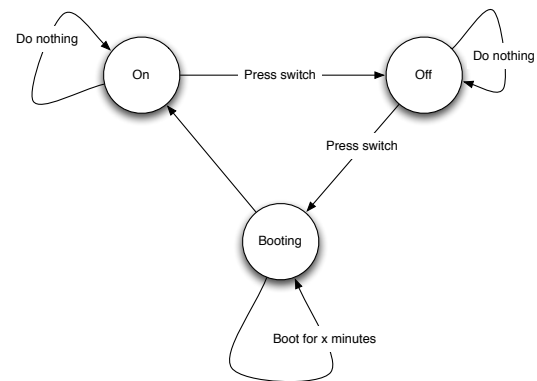 Do nothing
On
Press switch
Off
Do nothing
Press switch
Booting
Boot for x minutes